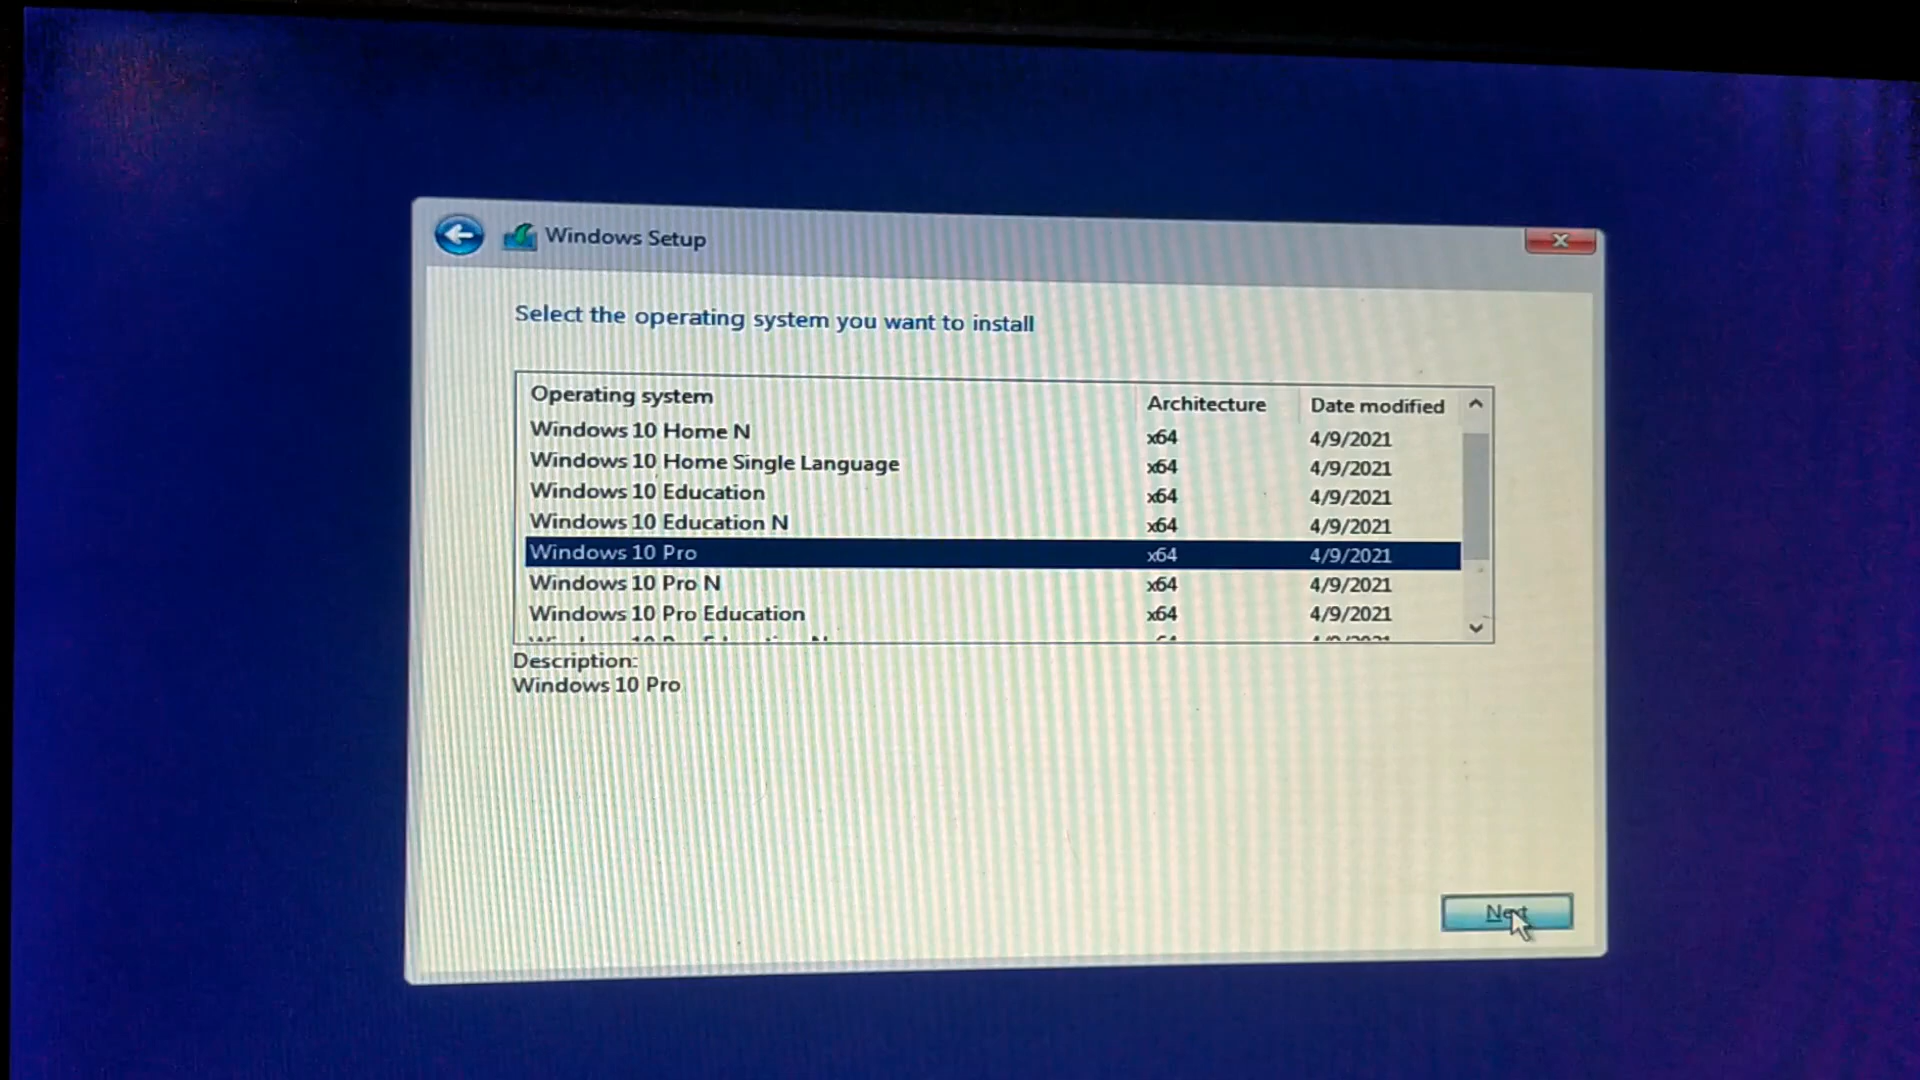 Windows Setup
Select the operating system you want to install
Operating system Architecture Date modified
Windows 10 Home N x64 4/9/2021
Windows 10 Home Single Language x64 4/9/2021
Windows 10 Education x64 4/9/2021
Windows 10 Education N x64 4/9/2021
Windows 10 Pro x64 4/9/2021
Windows 10 Pro N x64 4/9/2021
Windows 10 Pro Education x64 4/9/2021
Description:
Windows 10 Pro
Next